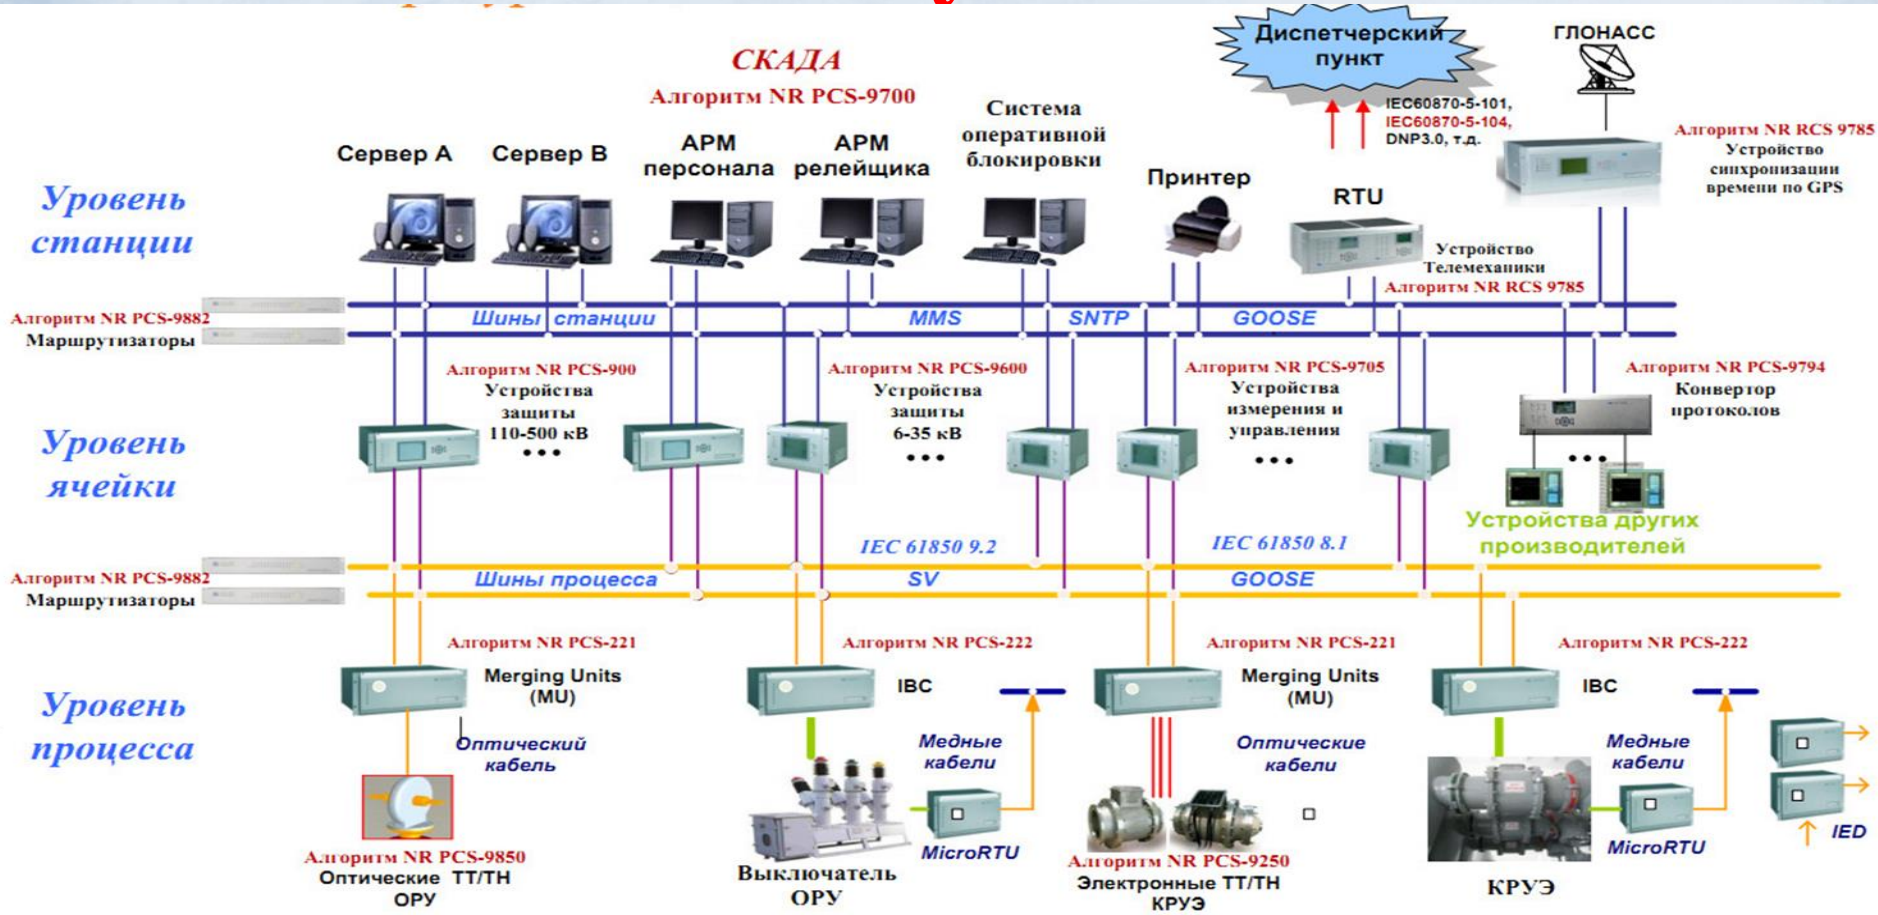 СКАДА
Алгоритм NR PCS-9700
Сервер А
Сервер В
АРМ
персонала
АРМ
релейщика
Система
оперативной
блокировки
Принтер
Диспетчерский
пункт
IEC60870-5-101,
IEC60870-5-104,
DNP3.0, т.д.
RTU
Устройство
Телемеханики
Алгоритм NR RCS 9785
ГЛОНАСС
Алгоритм NR RCS 9785
Устройство
синхронизации
времени по GPS
Уровень
станции
Алгоритм NR PCS-9882
Маршрутизаторы
Шины станции
MMS
SNTP
GOOSE
Уровень
ячейки
Алгоритм NR PCS-900
Устройства
защиты
110-500 кВ
...
Алгоритм NR PCS-9600
Устройства
защиты
6-35 кВ
...
Алгоритм NR PCS-9705
Устройства
измерения и
управления
...
Алгоритм NR PCS-9794
Конвертор
протоколов
...
Устройства других
производителей
Алгоритм NR PCS-9882
Маршрутизаторы
IEC 61850 9.2
IEC 61850 8.1
Шины процесса
SV
GOOSE
Уровень
процесса
Алгоритм NR PCS-221
Merging Units
(MU)
Оптический
кабель
Алгоритм NR PCS-9850
Оптические ТТ/ТН
ОРУ
Алгоритм NR PCS-222
IBC
Медные
кабели
MicroRTU
Выключатель
ОРУ
Алгоритм NR PCS-221
Merging Units
(MU)
Оптические
кабели
Алгоритм NR PCS-9250
Электронные ТТ/ТН
КРУЭ
Алгоритм NR PCS-222
IBC
Медные
кабели
MicroRTU
КРУЭ
IED